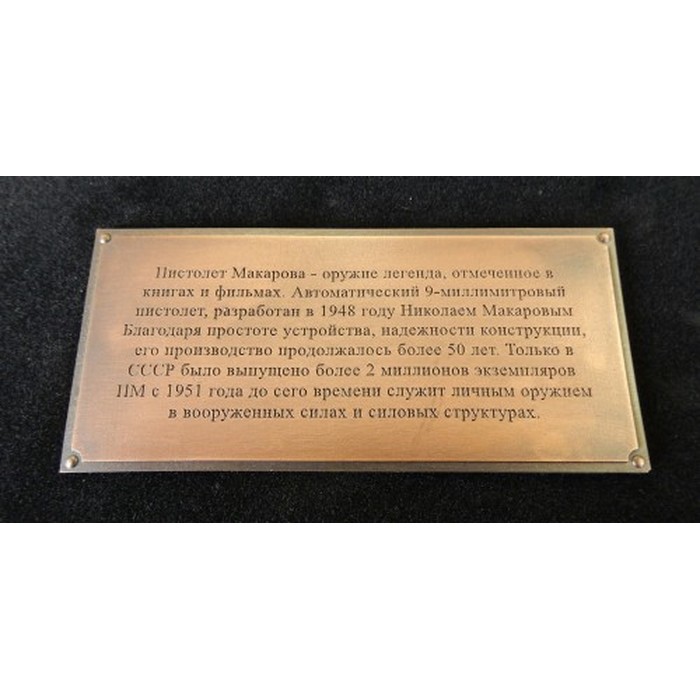 Пистолет Макарова - оружие легенда, отмеченное в
книгах и фильмах. Автоматический 9-миллимитровый
пистолет, разработан в 1948 году Николаем Макаровым
Благодаря простоте устройства, надежности конструкции,
его производство продолжалось более 50 лет. Только в
СССР было выпущено более 2 миллионов экземпляров
ПМ с 1951 года до сего времени служит личным оружием
в вооруженных силах и силовых структурах.